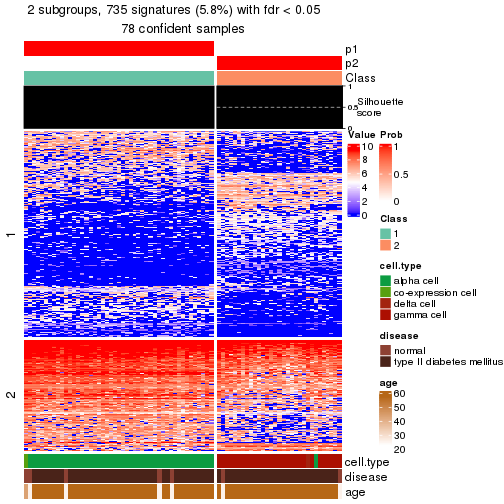 2 subgroups, 735 signatures (5.8%) with fdr < 0.05
78 confident samples
p1
p2
Class
1
0.5
0
Silhouette
score
1
2
cell.type
disease
age
Value
10
8
6
4
2
0
Prob
1
0.5
0
Class
1
2
cell.type
alpha cell
co-expression cell
delta cell
gamma cell
disease
normal
type II diabetes mellitus
age
60
50
40
30
20